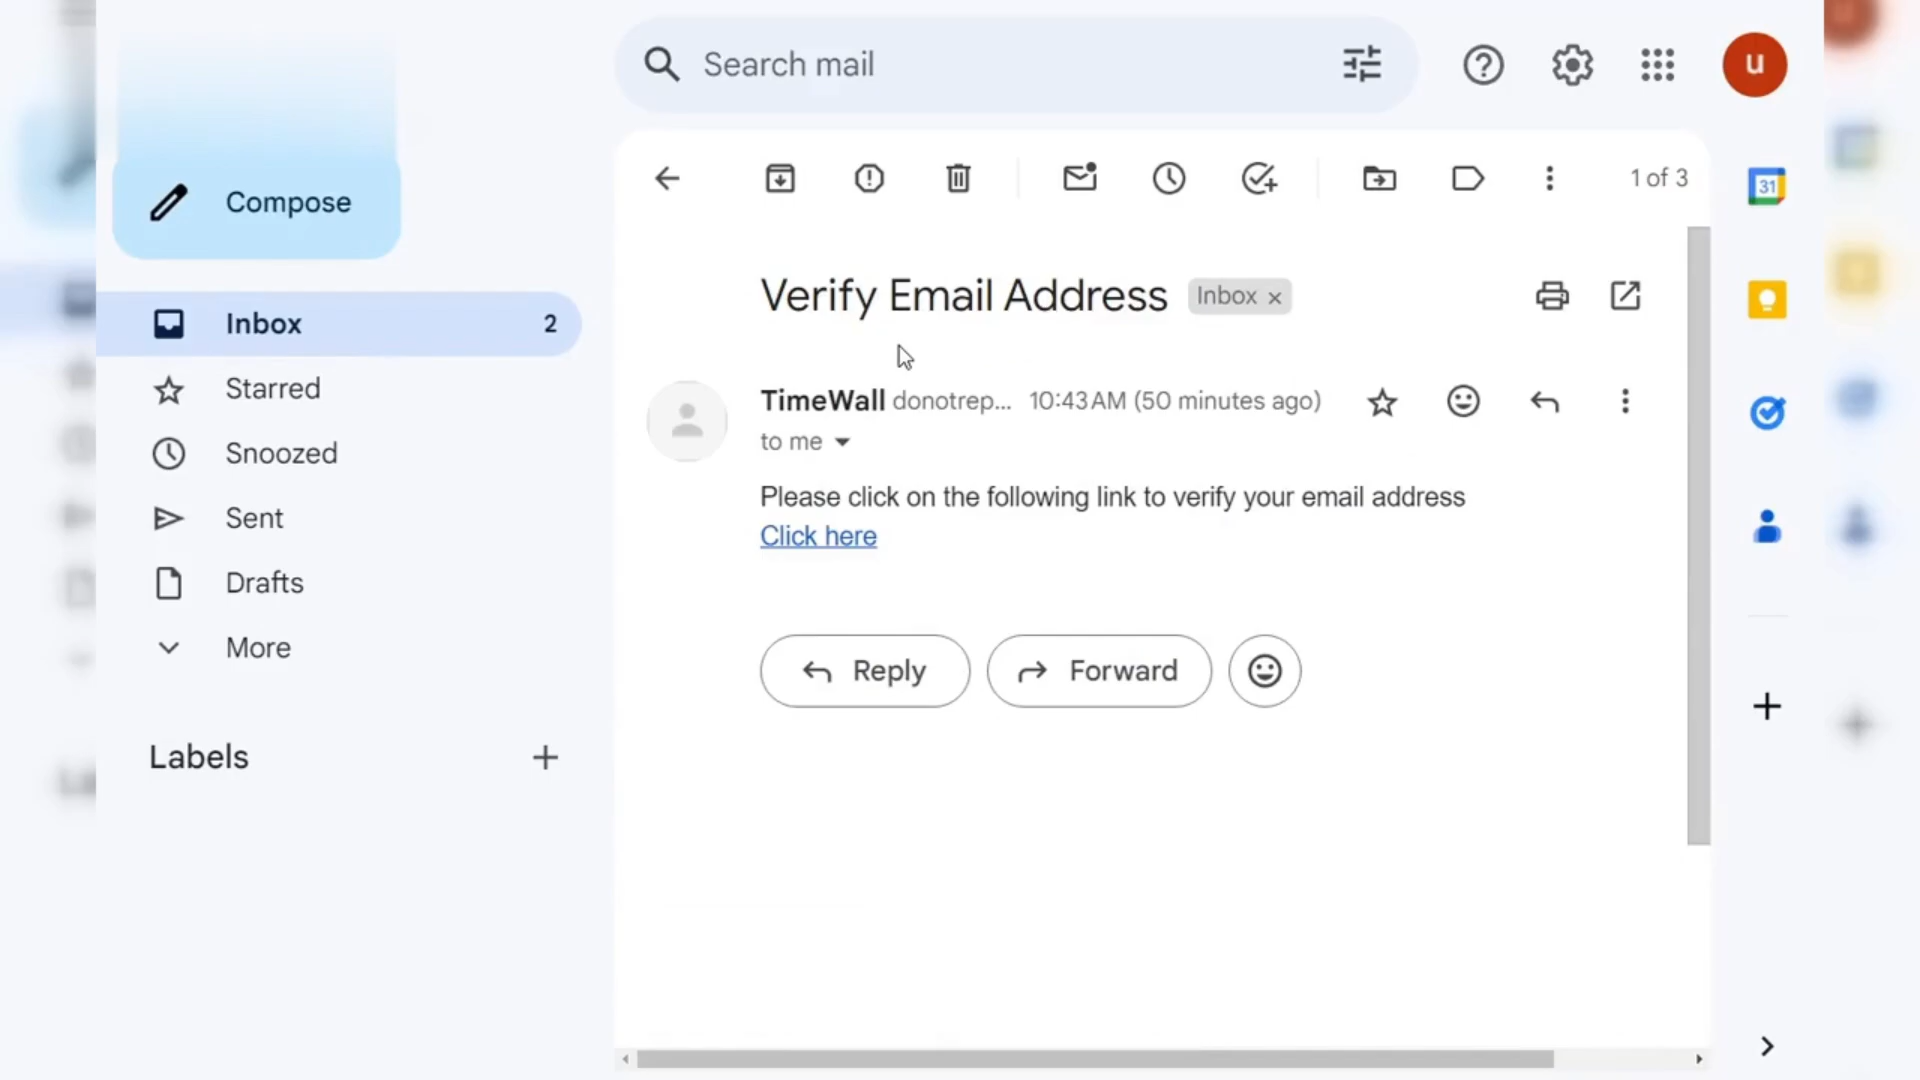 Search mail
u
Compose
1 of 3
31
Verify Email Address
Inbox ×
Inbox 2
Starred
TimeWall donotrep... 10:43 AM (50 minutes ago)
to me
Snoozed
Please click on the following link to verify your email address
Click here
Sent
Drafts
More
Reply
Forward
Labels